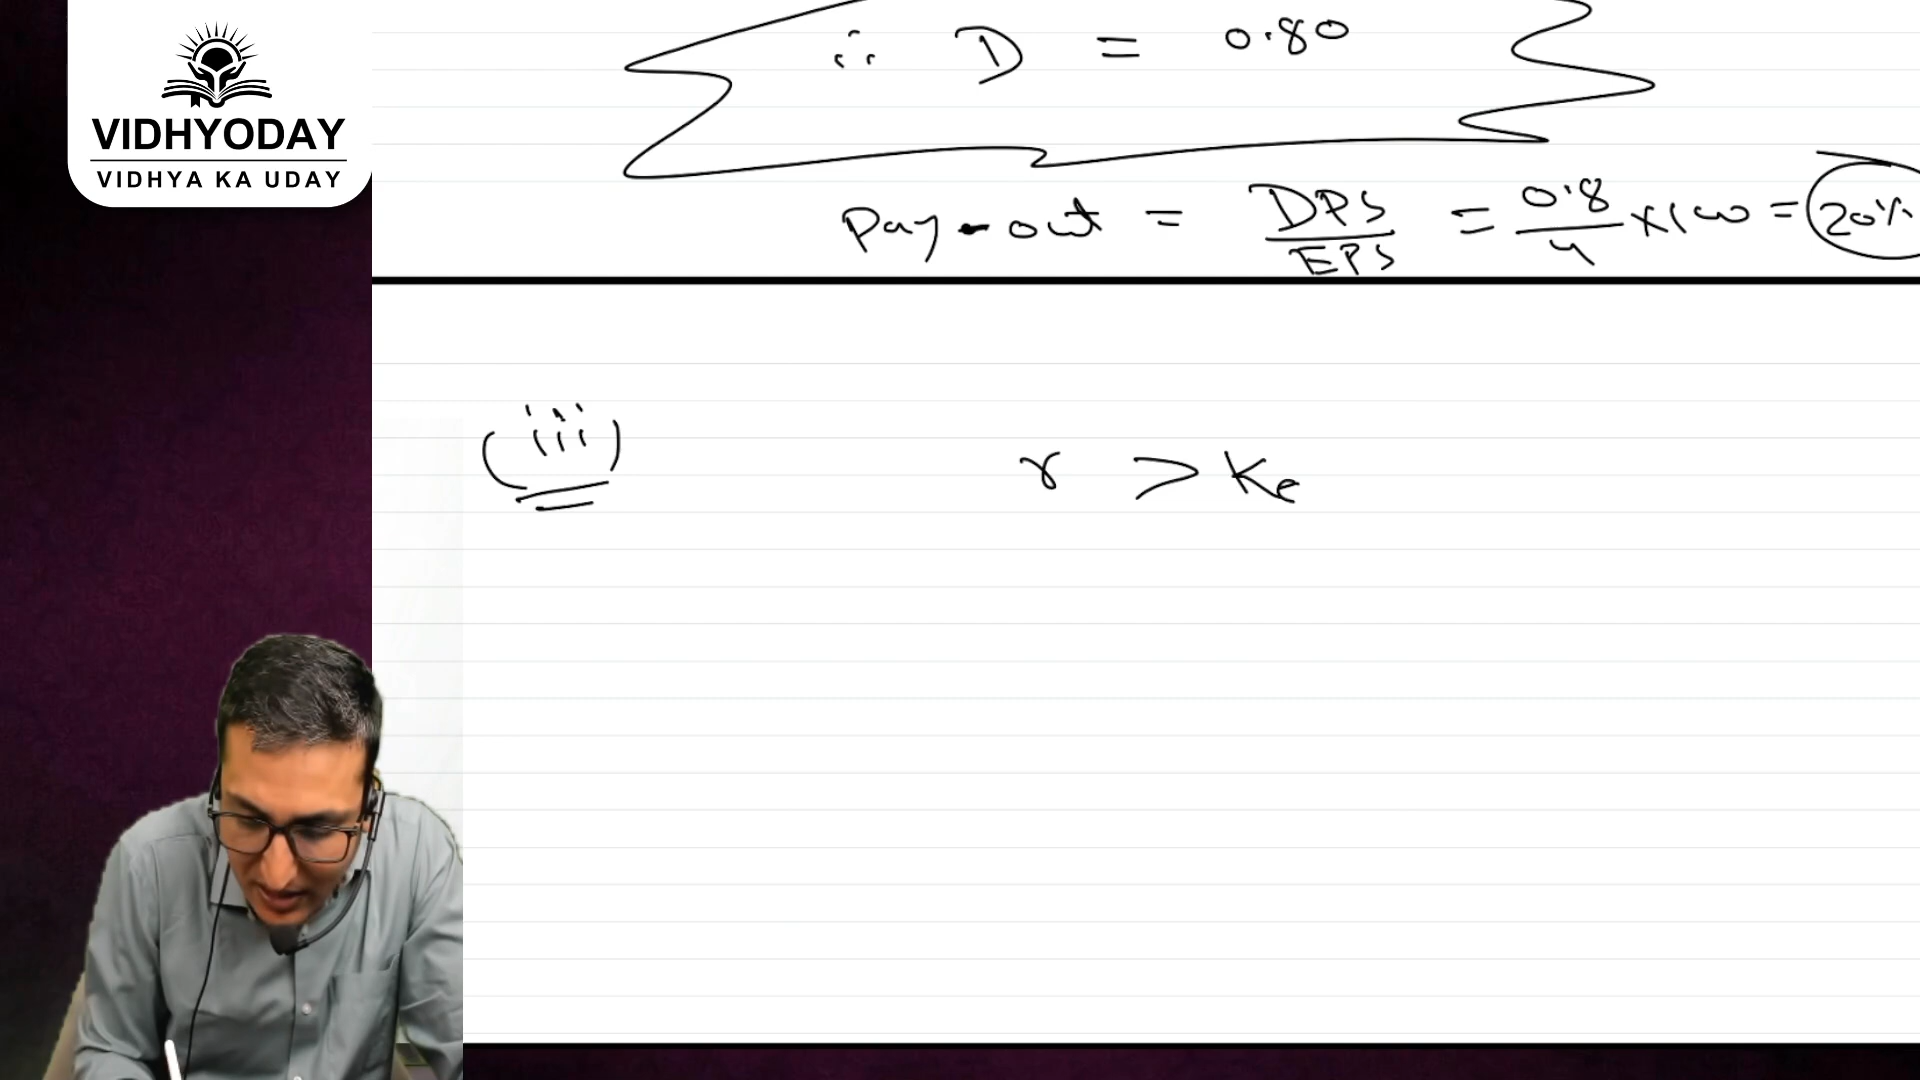 VIDHYODAY
VIDHYA KA UDAY
∴ D = 0.80
Pay-out = DPS/EPS = 0.8/4 × 100 = 20%
(iii) r > Ke